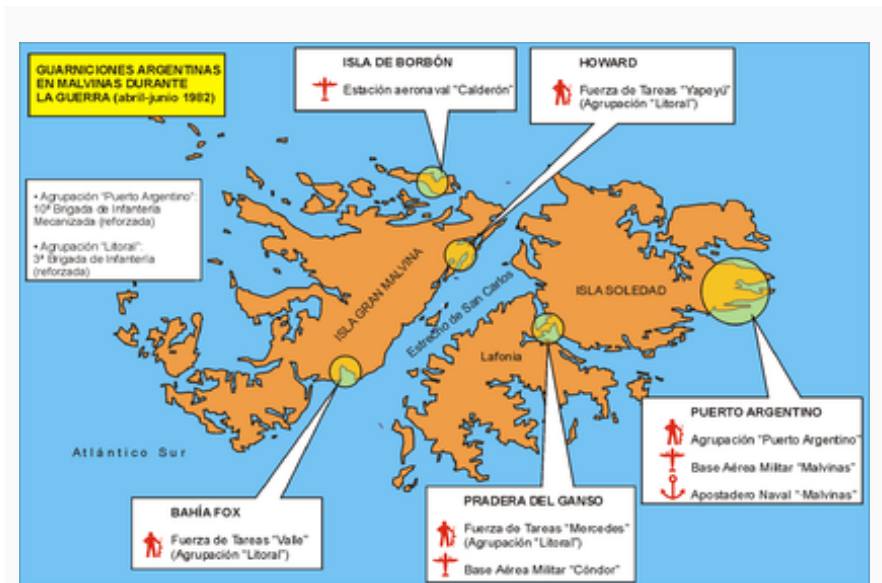 GUARNICIONES ARGENTINAS
EN MALVINAS DURANTE
LA GUERRA (abril-junio 1982)
ISLA DE BORBÓN
Estación aeronaval "Calderón"
HOWARD
Fuerza de Tareas "Yapeyú"
(Agrupación "Litoral")
• Agrupación "Puerto Argentino":
10ª Brigada de Infantería
Mecanizada (reforzada)
• Agrupación "Litoral":
3ª Brigada de Infantería
(reforzada)
ISLA GRAN MALVINA
Estrecho de San Carlos
ISLA SOLEDAD
Lafonia
Atlántico Sur
PUERTO ARGENTINO
Agrupación "Puerto Argentino"
Base Aérea Militar "Malvinas"
Apostadero Naval "Malvinas"
BAHÍA FOX
Fuerza de Tareas "Valle"
(Agrupación "Litoral")
PRADERA DEL GANSO
Fuerza de Tareas "Mercedes"
(Agrupación "Litoral")
Base Aérea Militar "Cóndor"